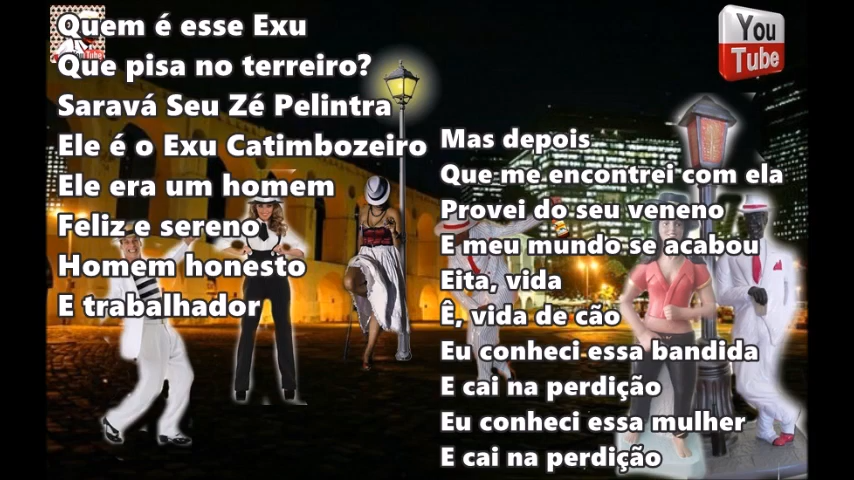 Quem é esse Exu
Que pisa no terreiro?
Saravá Seu Zé Pelintra
Ele é o Exu Catimbozeiro
Ele era um homem
Feliz e sereno
Homem honesto
E trabalhador
Mas depois
Que me encontrei com ela
Provei do seu veneno
E meu mundo se acabou
Eita, vida
Ê, vida de cão
Eu conheci essa bandida
E cai na perdição
Eu conheci essa mulher
E cai na perdição
You
Tube